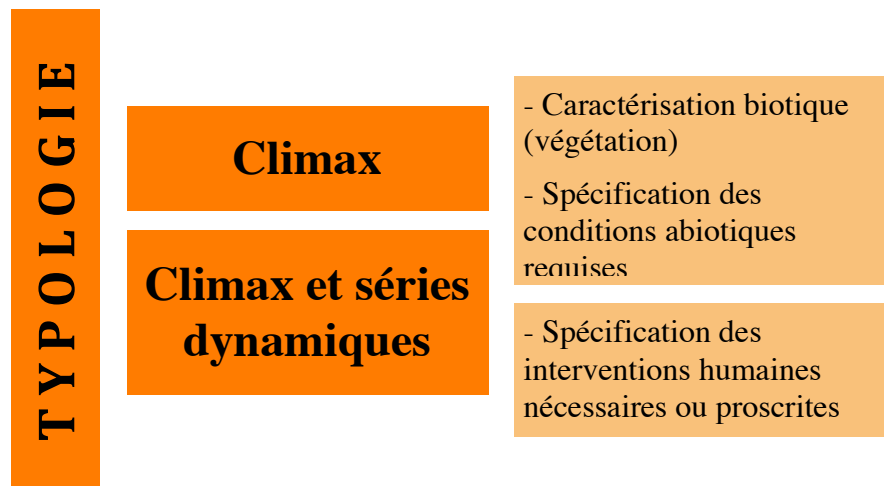 TYPOLOGIE
Climax
Climax et séries
dynamiques
- Caractérisation biotique
(végétation)
- Spécification des
conditions abiotiques
requises
- Spécification des
interventions humaines
nécessaires ou proscrites